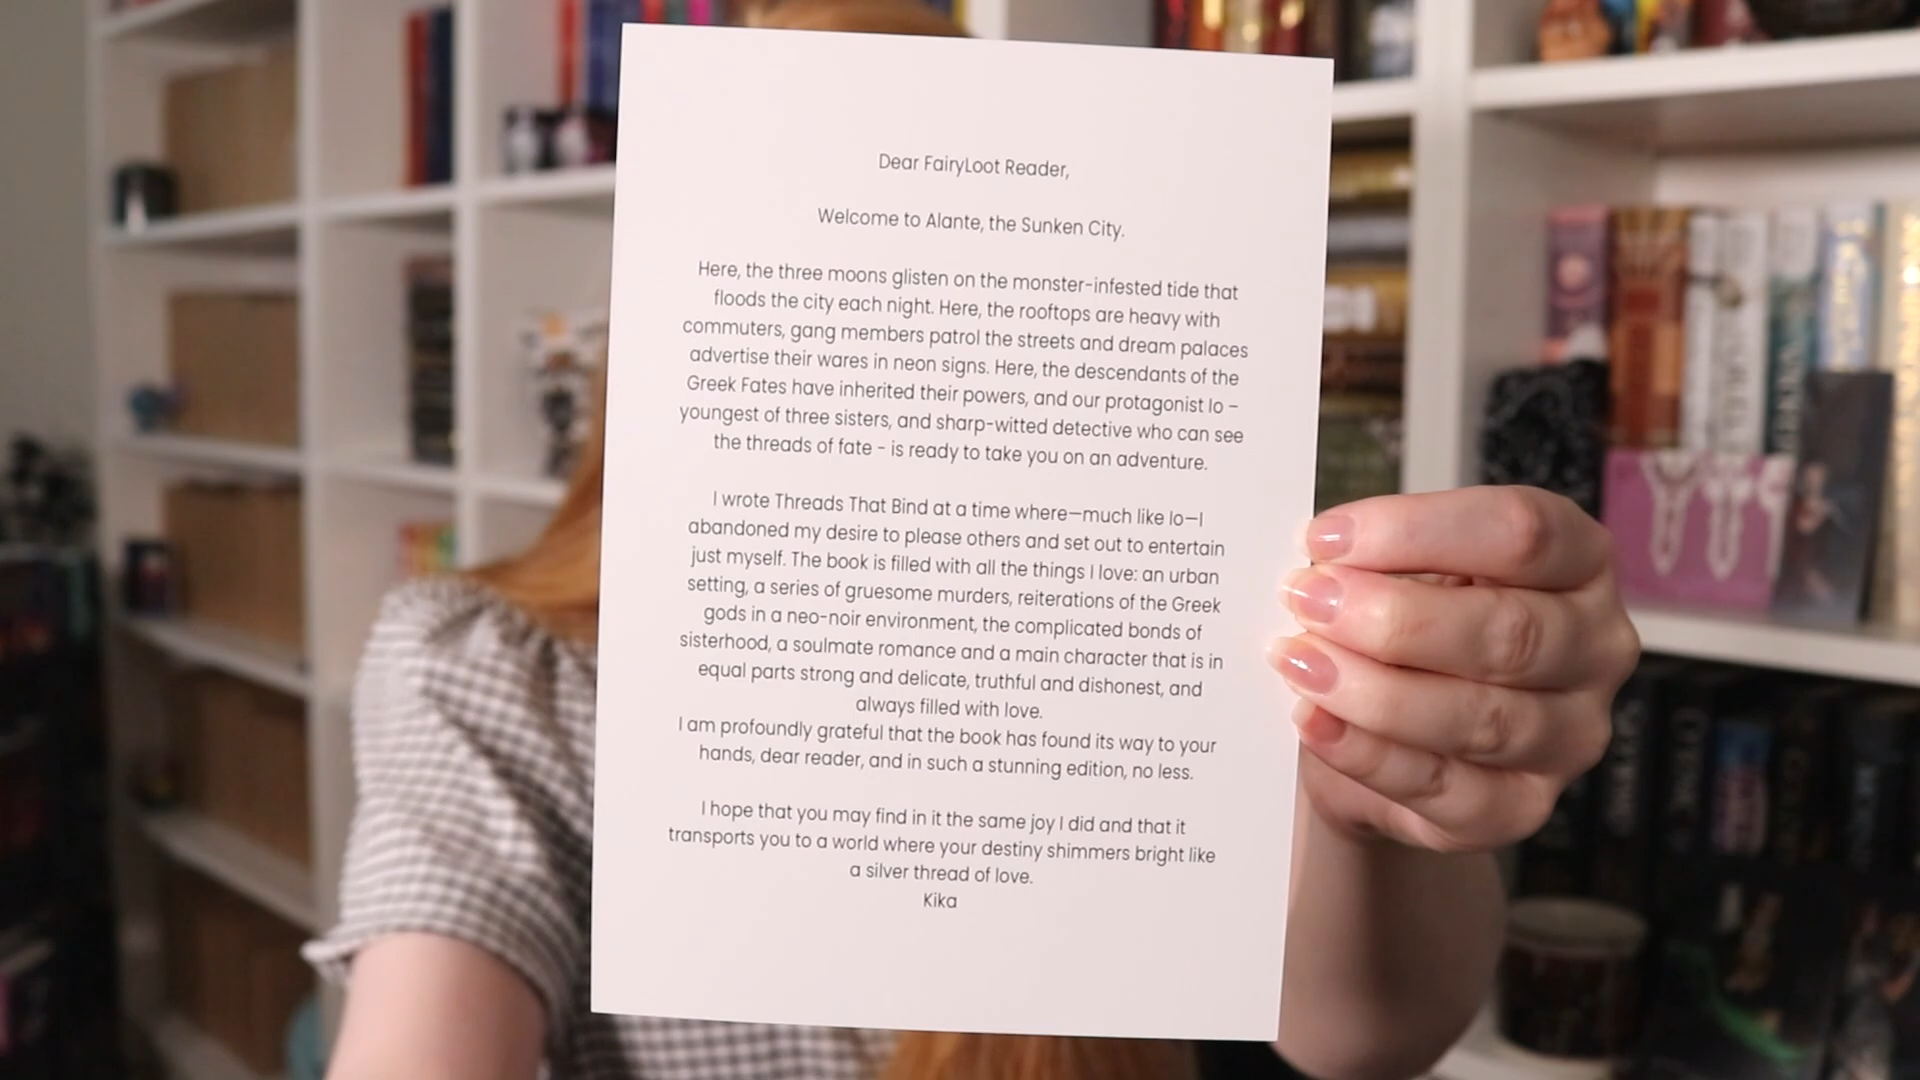 Dear FairyLoot Reader,
Welcome to Alante, the Sunken City.
Here, the three moons glisten on the monster-infested tide that
floods the city each night. Here, the rooftops are heavy with
commuters, gang members patrol the streets and dream palaces
advertise their wares in neon signs. Here, the descendants of the
Greek Fates have inherited their powers, and our protagonist Io –
youngest of three sisters, and sharp-witted detective who can see
the threads of fate - is ready to take you on an adventure.
I wrote Threads That Bind at a time where—much like Io—I
abandoned my desire to please others and set out to entertain
just myself. The book is filled with all the things I love: an urban
setting, a series of gruesome murders, reiterations of the Greek
gods in a neo-noir environment, the complicated bonds of
sisterhood, a soulmate romance and a main character that is in
equal parts strong and delicate, truthful and dishonest, and
always filled with love.
I am profoundly grateful that the book has found its way to your
hands, dear reader, and in such a stunning edition, no less.
I hope that you may find in it the same joy I did and that it
transports you to a world where your destiny shimmers bright like
a silver thread of love.
Kika